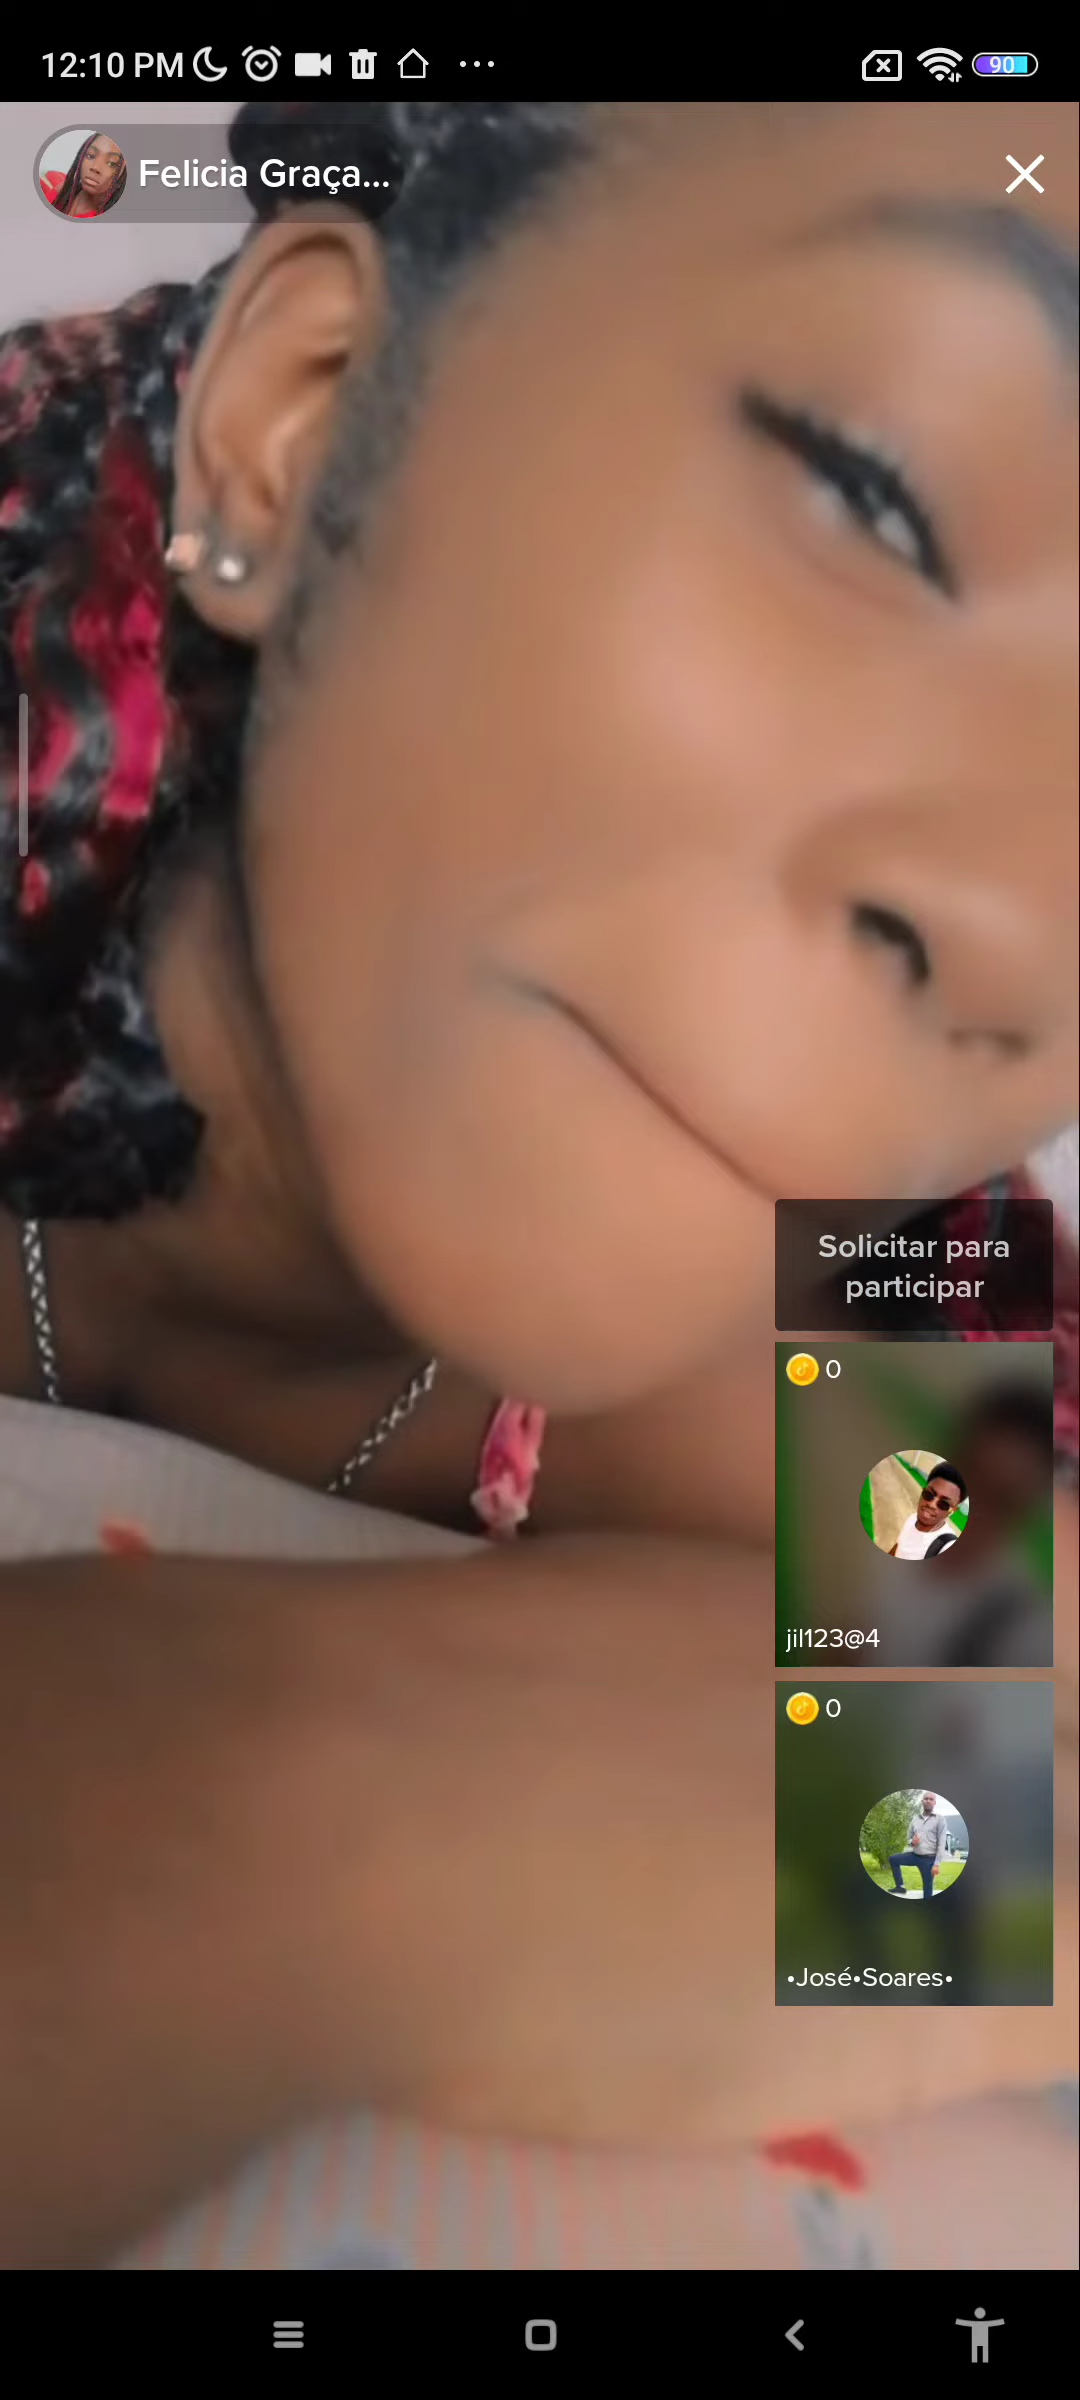 12:10 PM
90
Felicia Graça...
Solicitar para
participar
0
jil123@4
0
•José•Soares•